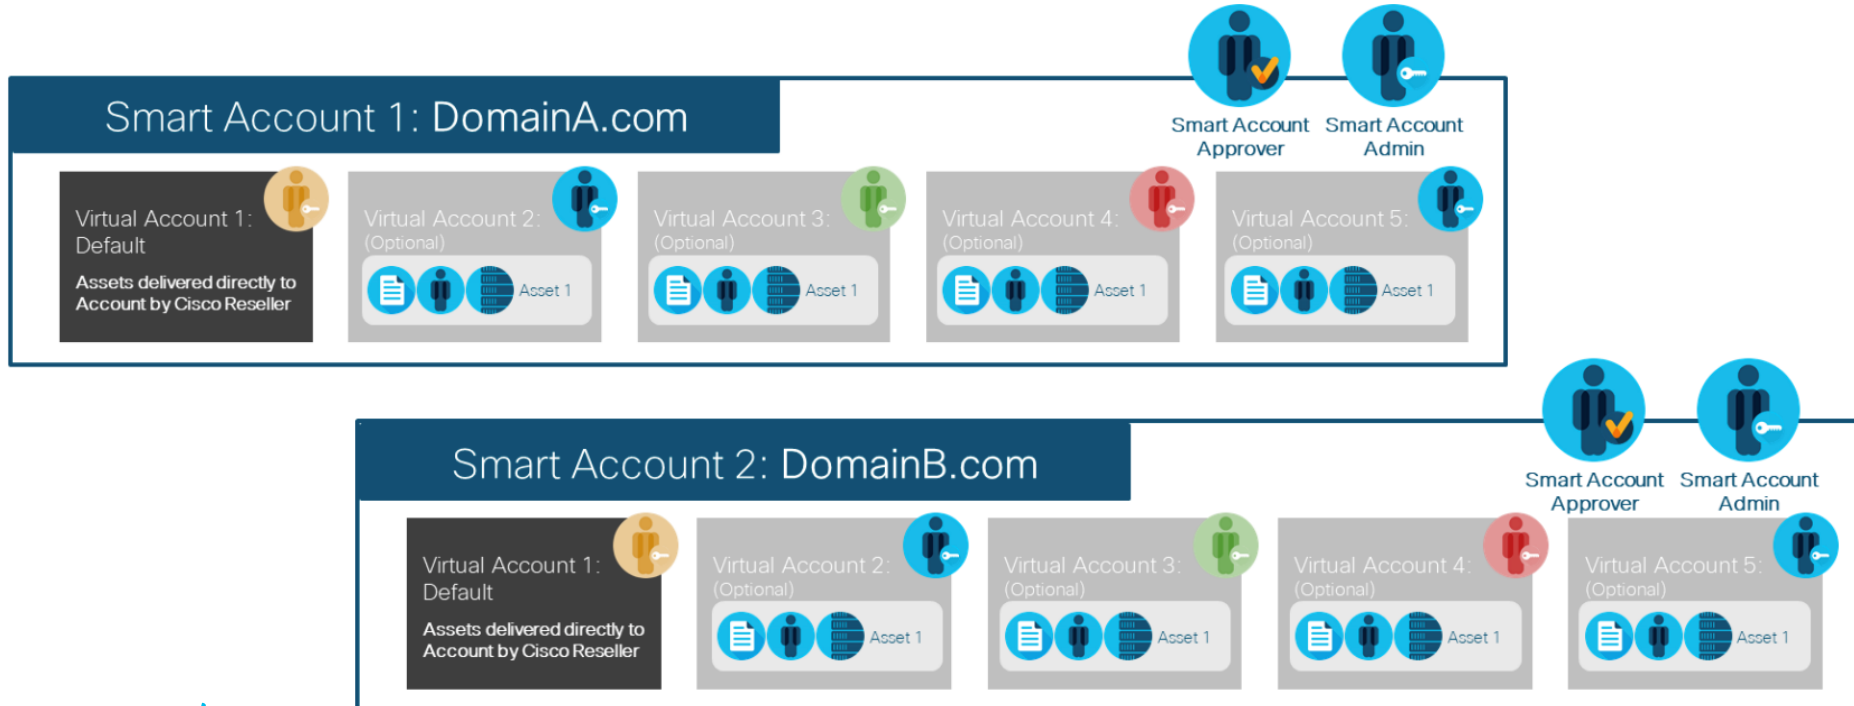 Smart Account 1: DomainA.com
Smart Account
Approver
Smart Account
Admin
Virtual Account 1:
Default
Assets delivered directly to
Account by Cisco Reseller
Virtual Account 2:
(Optional)
Asset 1
Virtual Account 3:
(Optional)
Asset 1
Virtual Account 4:
(Optional)
Asset 1
Virtual Account 5:
(Optional)
Asset 1
Smart Account 2: DomainB.com
Smart Account
Approver
Smart Account
Admin
Virtual Account 1:
Default
Assets delivered directly to
Account by Cisco Reseller
Virtual Account 2:
(Optional)
Asset 1
Virtual Account 3:
(Optional)
Asset 1
Virtual Account 4:
(Optional)
Asset 1
Virtual Account 5:
(Optional)
Asset 1